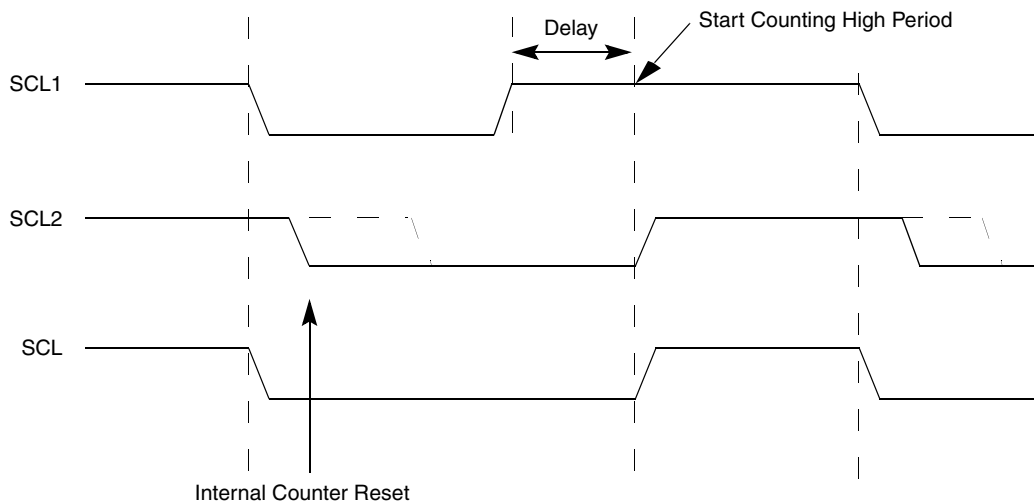 Start Counting High Period
Delay
SCL1
SCL2
SCL
Internal Counter Reset